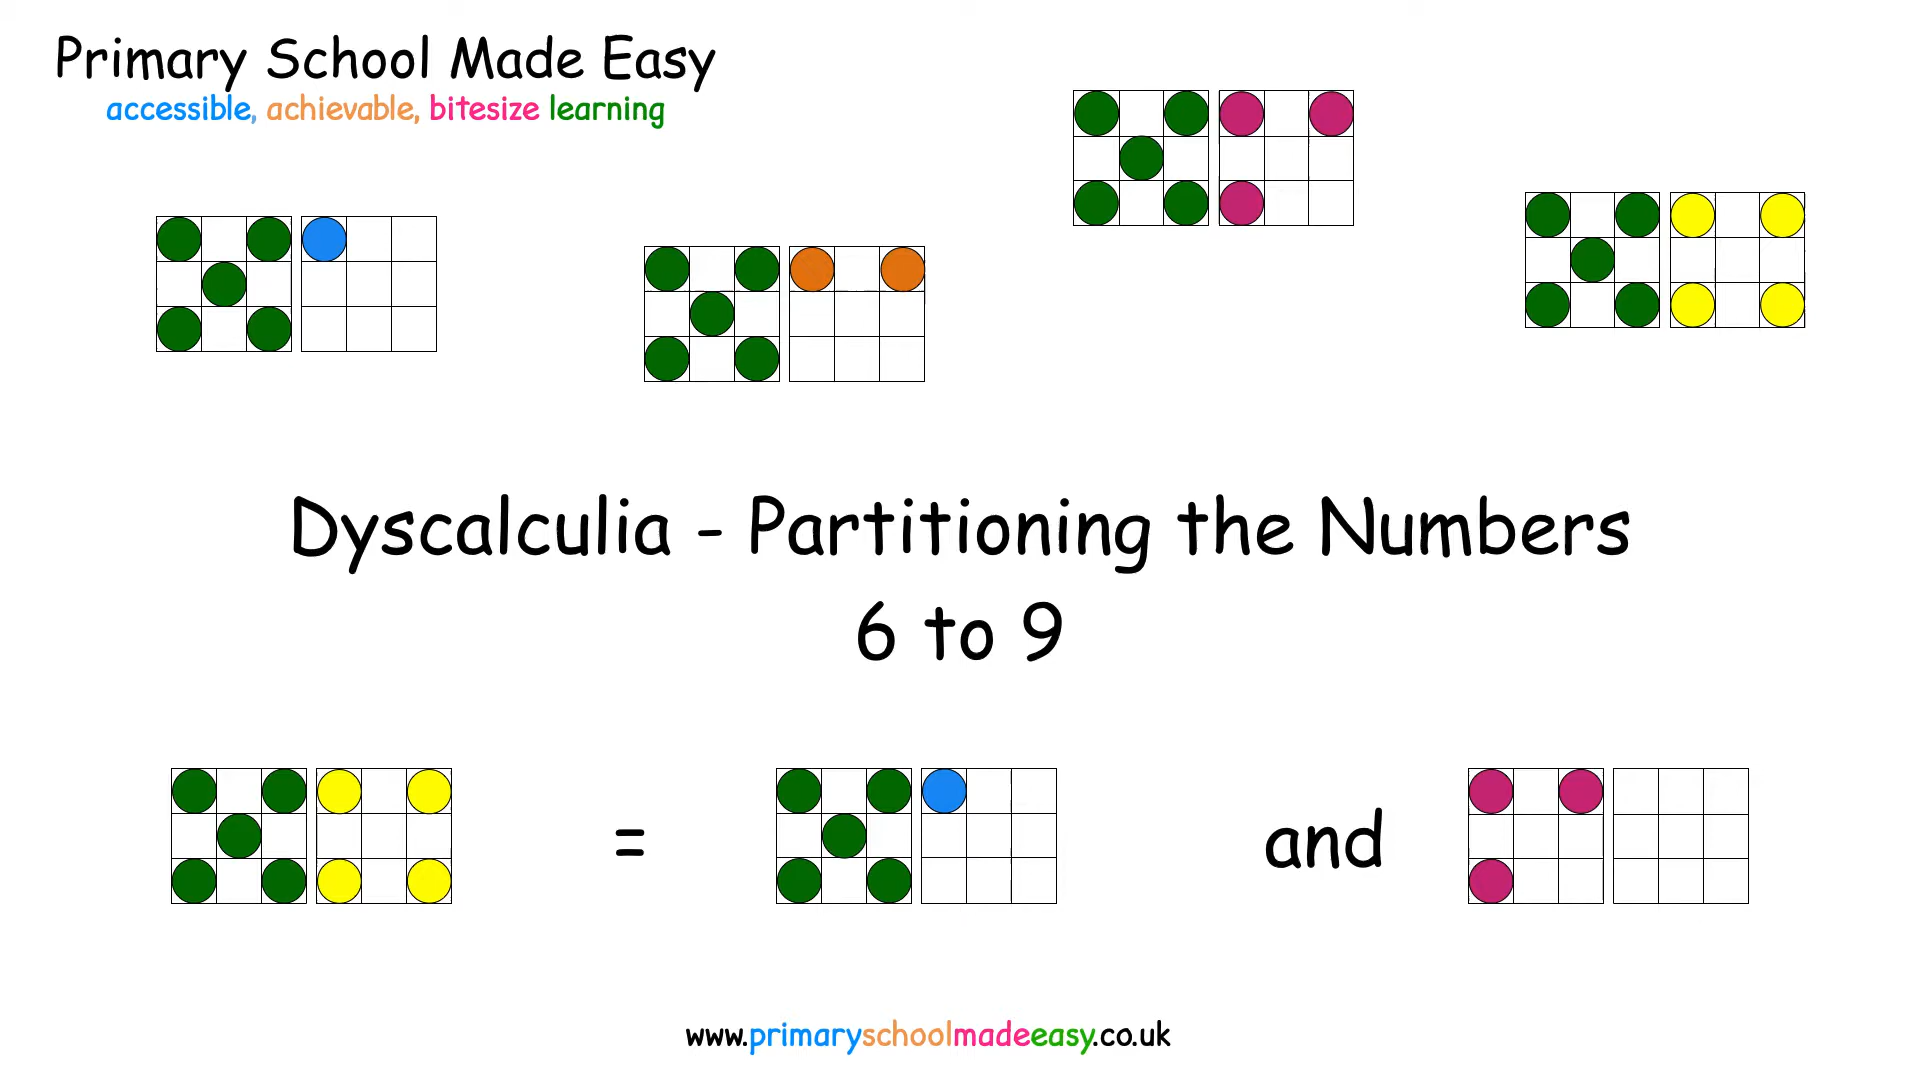 Primary School Made Easy
accessible, achievable, bitesize learning
Dyscalculia - Partitioning the Numbers
6 to 9
=
and
www.primaryschoolmadeeasy.co.uk